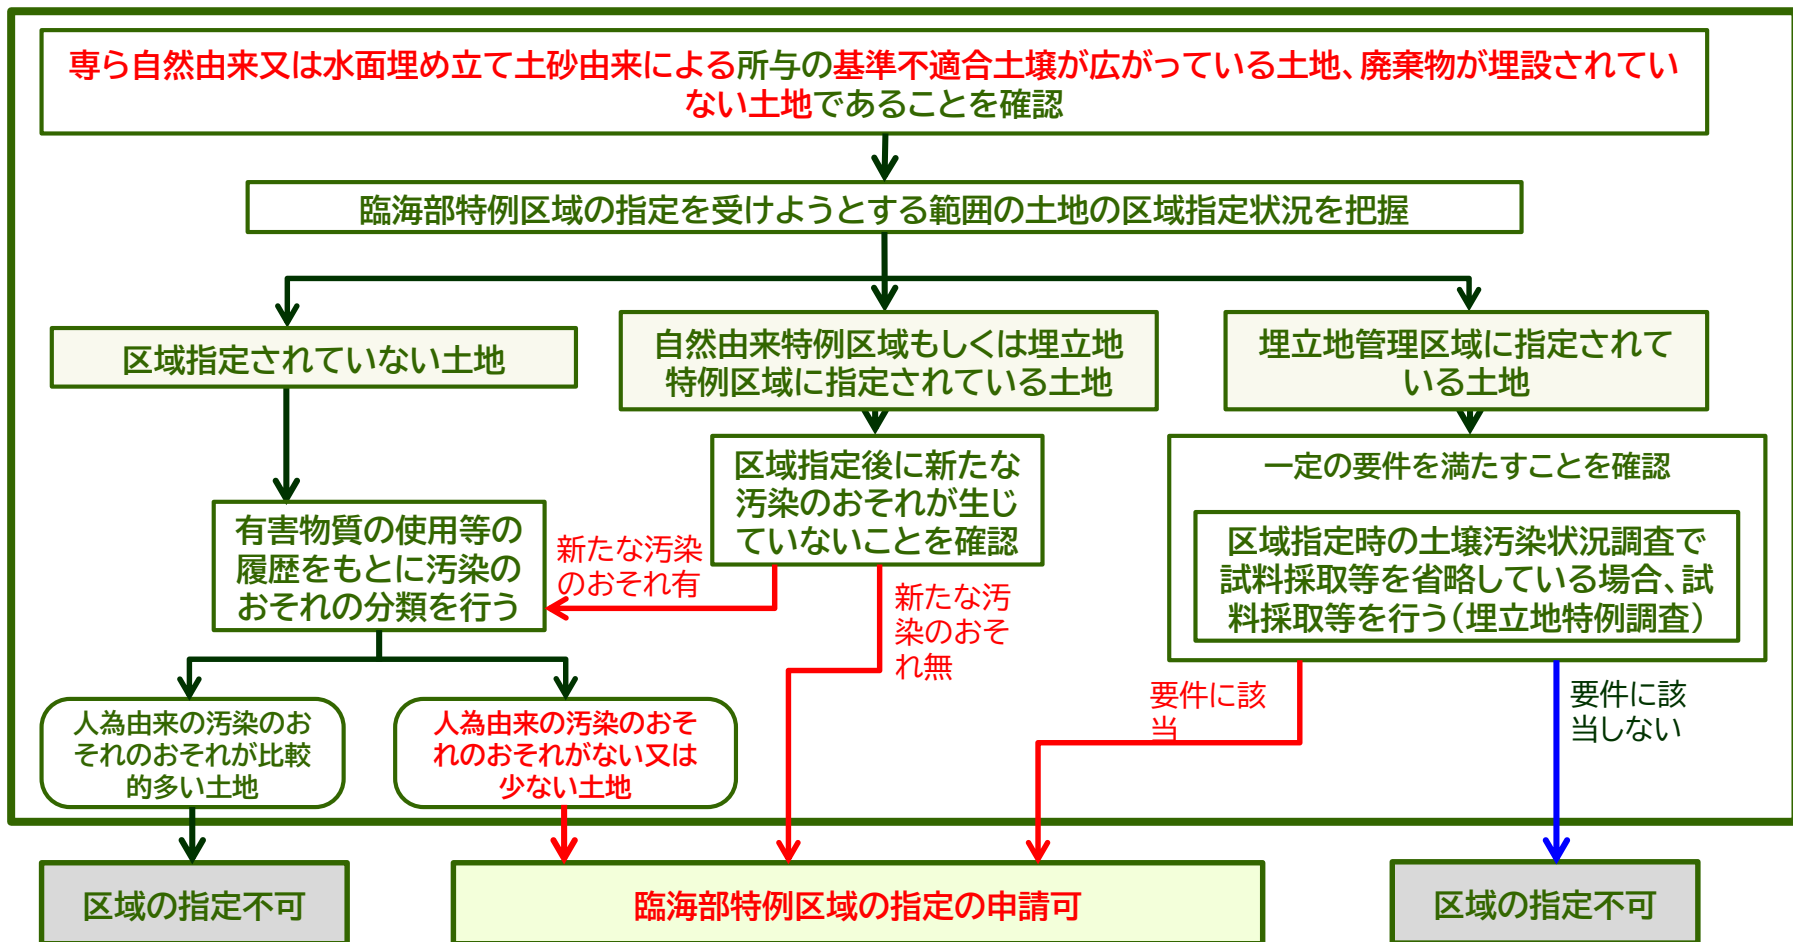 専ら自然由来又は水面埋め立て土砂由来による所与の基準不適合土壌が広がっている土地、廃棄物が埋設されてい
ない土地であることを確認
臨海部特例区域の指定を受けようとする範囲の土地の区域指定状況を把握
区域指定されていない土地
自然由来特例区域もしくは埋立地
特例区域に指定されている土地
埋立地管理区域に指定されて
いる土地
有害物質の使用等の
履歴をもとに汚染の
おそれの分類を行う
新たな汚染
のおそれ有
区域指定後に新たな
汚染のおそれが生じ
ていないことを確認
新たな汚
染のおそ
れ無
一定の要件を満たすことを確認
区域指定時の土壌汚染状況調査で
試料採取等を省略している場合、試
料採取等を行う（埋立地特例調査）
要件に該
当
要件に該
当しない
人為由来の汚染のお
それのおそれが比較
的多い土地
人為由来の汚染のおそ
れのおそれがない又は
少ない土地
区域の指定不可
臨海部特例区域の指定の申請可
区域の指定不可